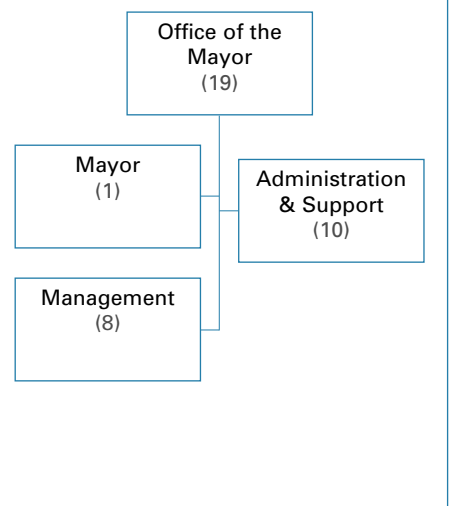 Office of the
Mayor
(19)
Mayor
(1)
Administration
& Support
(10)
Management
(8)